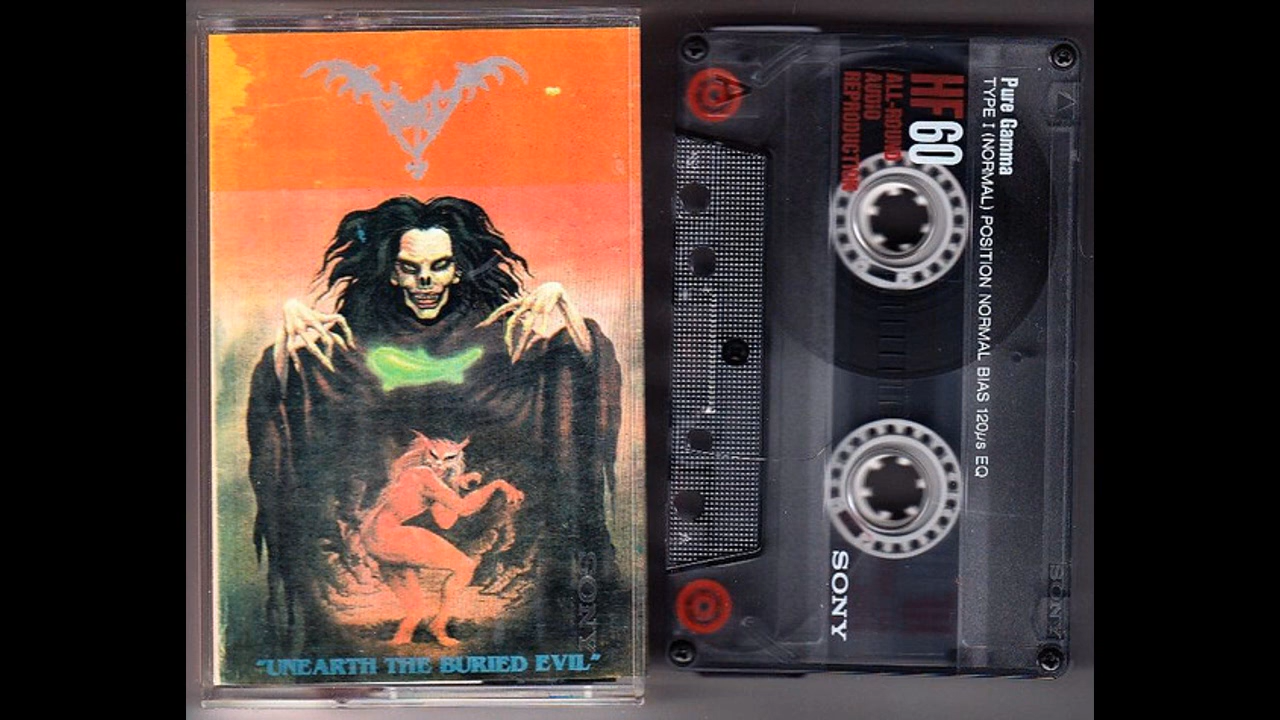 "UNEARTH THE BURIED EVIL"
SONY
A
HF 60
ALL-ROUND
AUDIO
REPRODUCTION
Pure Gamma
TYPE I (NORMAL) POSITION NORMAL BIAS 120µs EQ
SONY
SONY